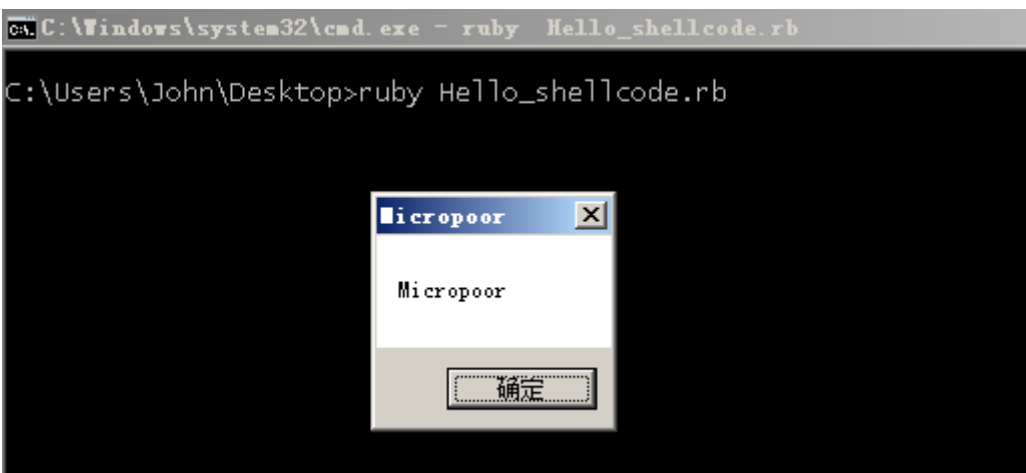 C:\Windows\system32\cmd.exe - ruby  Hello_shellcode.rb
C:\Users\John\Desktop>ruby Hello_shellcode.rb
Micropoor
Micropoor
确定